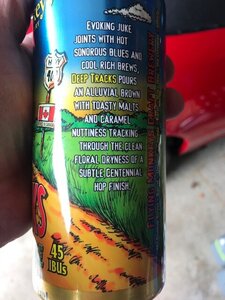 EVOKING JUKE
JOINTS WITH HOT
SONOROUS BLUES AND
COOL RICH BREWS,
DEEP TRACKS POURS
AN ALLUVIAL BROWN
WITH TOASTY MALTS
AND CARAMEL
NUTTINESS TRACKING
THROUGH THE CLEAN
FLORAL DRYNESS OF A
SUBTLE CENTENNIAL
HOP FINISH.
45
IBUs